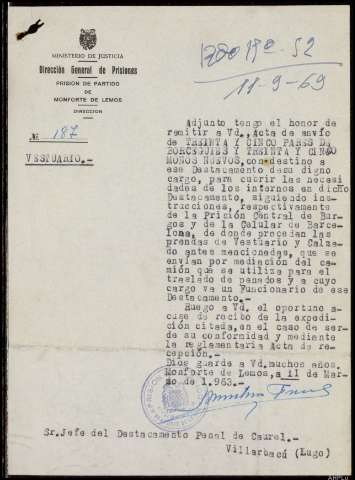 MINISTERIO DE JUSTICIA
Dirección General de Prisiones
PRISION DE PARTIDO
DE
MONFORTE DE LEMOS
DIRECCION
Nº 187
VESTUARIO.-
11-9-69
Adjunto tengo el honor de
remitir a Vd., Acta de envío
de TREINTA Y CINCO PARES DE
BORCEGUIES Y TREINTA Y CINCO
MONOS NUEVOS, con destino a
ese Destacamento de su digno
cargo, para cubrir las necesi
dades de los internos en dicho
Destacamento, siguiendo ins-
trucciones, respectivamente
de la Prisión Central de Bur-
gos y de la Celular de Barce-
lona, de donde proceden las
prendas de Vestuario y Calza-
do antes mencionadas, que se
envían por mediación del ca-
mión que se utiliza para el
traslado de penados y a cuyo
cargo va un Funcionario de ese
Destacamento.
Ruego a Vd. el oportuno a-
cuse de recibo de la expedi-
ción citada, en el caso de ser-
de su conformidad y mediante
la reglamentaria Acta de re-
cepción.-
Dios guarde a Vd. muchos años.
Monforte de Lemos, a 11 de Mar-
zo de 1.963.-
Sr. Jefe del Destacamento Penal de Caurel.-
Villarbacú (Lugo)
AHPLu